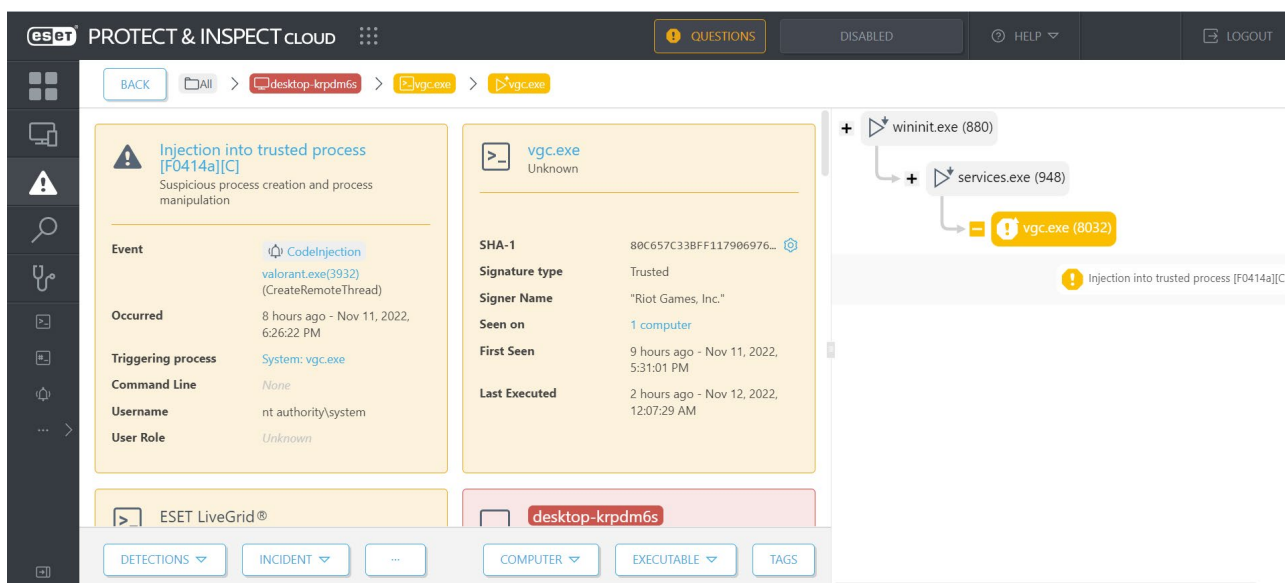 eset PROTECT & INSPECT CLOUD
QUESTIONS
DISABLED
HELP
LOGOUT
BACK
All
desktop-krpdm6s
vgc.exe
vgc.exe
Injection into trusted process
[F0414a][C]
Suspicious process creation and process
manipulation
Event
CodeInjection
valorant.exe(3932)
(CreateRemoteThread)
Occurred
8 hours ago - Nov 11, 2022,
6:26:22 PM
Triggering process
System: vgc.exe
Command Line
None
Username
nt authority\system
User Role
Unknown
vgc.exe
Unknown
SHA-1
80C657C33BFF117906976...
Signature type
Trusted
Signer Name
"Riot Games, Inc."
Seen on
1 computer
First Seen
9 hours ago - Nov 11, 2022,
5:31:01 PM
Last Executed
2 hours ago - Nov 12, 2022,
12:07:29 AM
ESET LiveGrid®
desktop-krpdm6s
DETECTIONS
INCIDENT
...
COMPUTER
EXECUTABLE
TAGS
+ wininit.exe (880)
+ services.exe (948)
vgc.exe (8032)
Injection into trusted process [F0414a][C